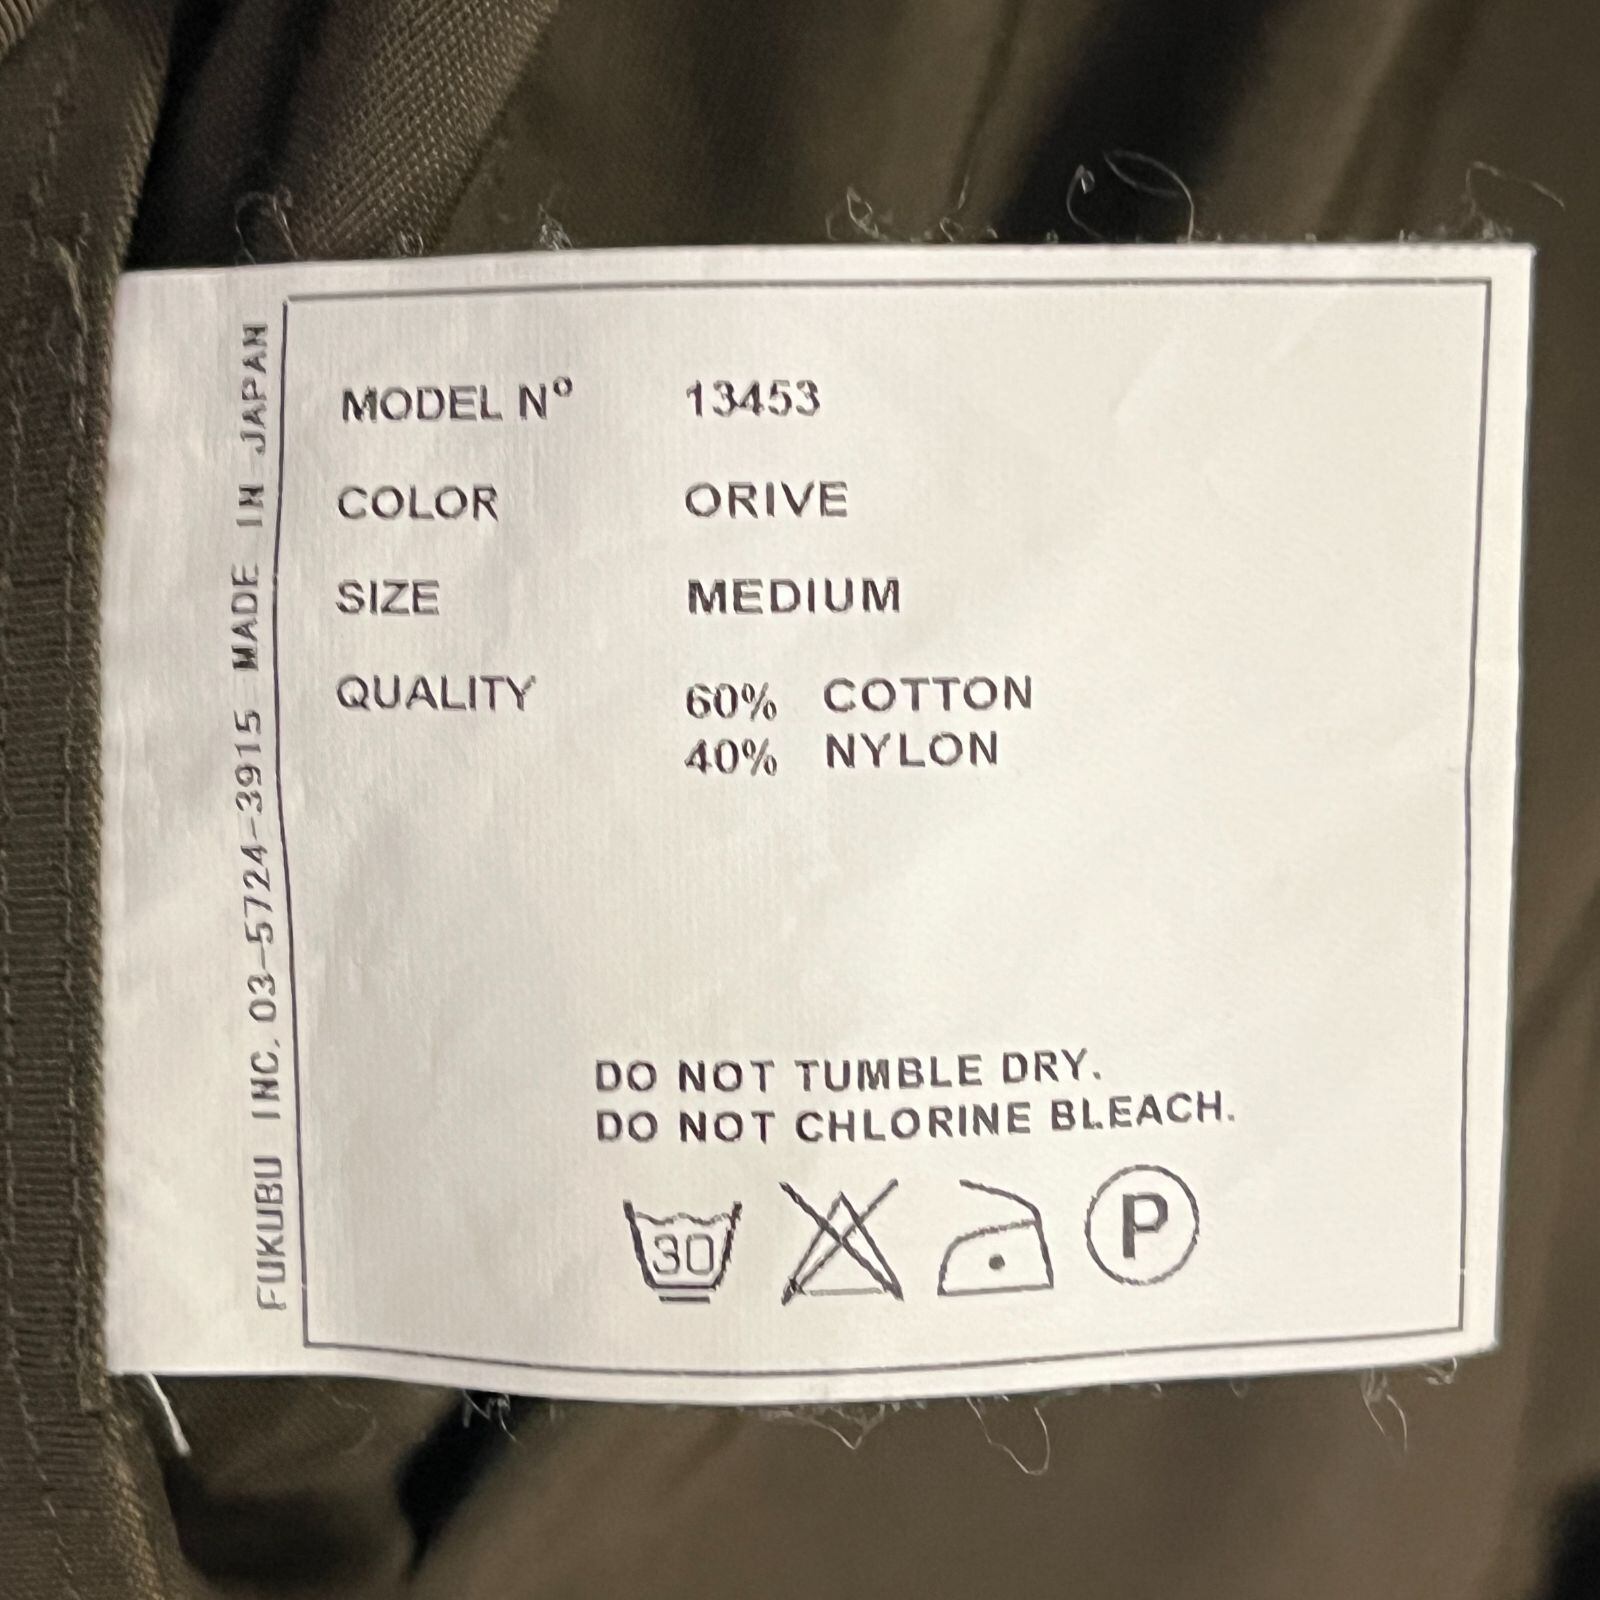 MODEL Nº 13453
COLOR ORIVE
SIZE MEDIUM
QUALITY 60% COTTON
40% NYLON
DO NOT TUMBLE DRY.
DO NOT CHLORINE BLEACH.
30 P
FUKUBU INC. 03-5724-3915 MADE IN JAPAN